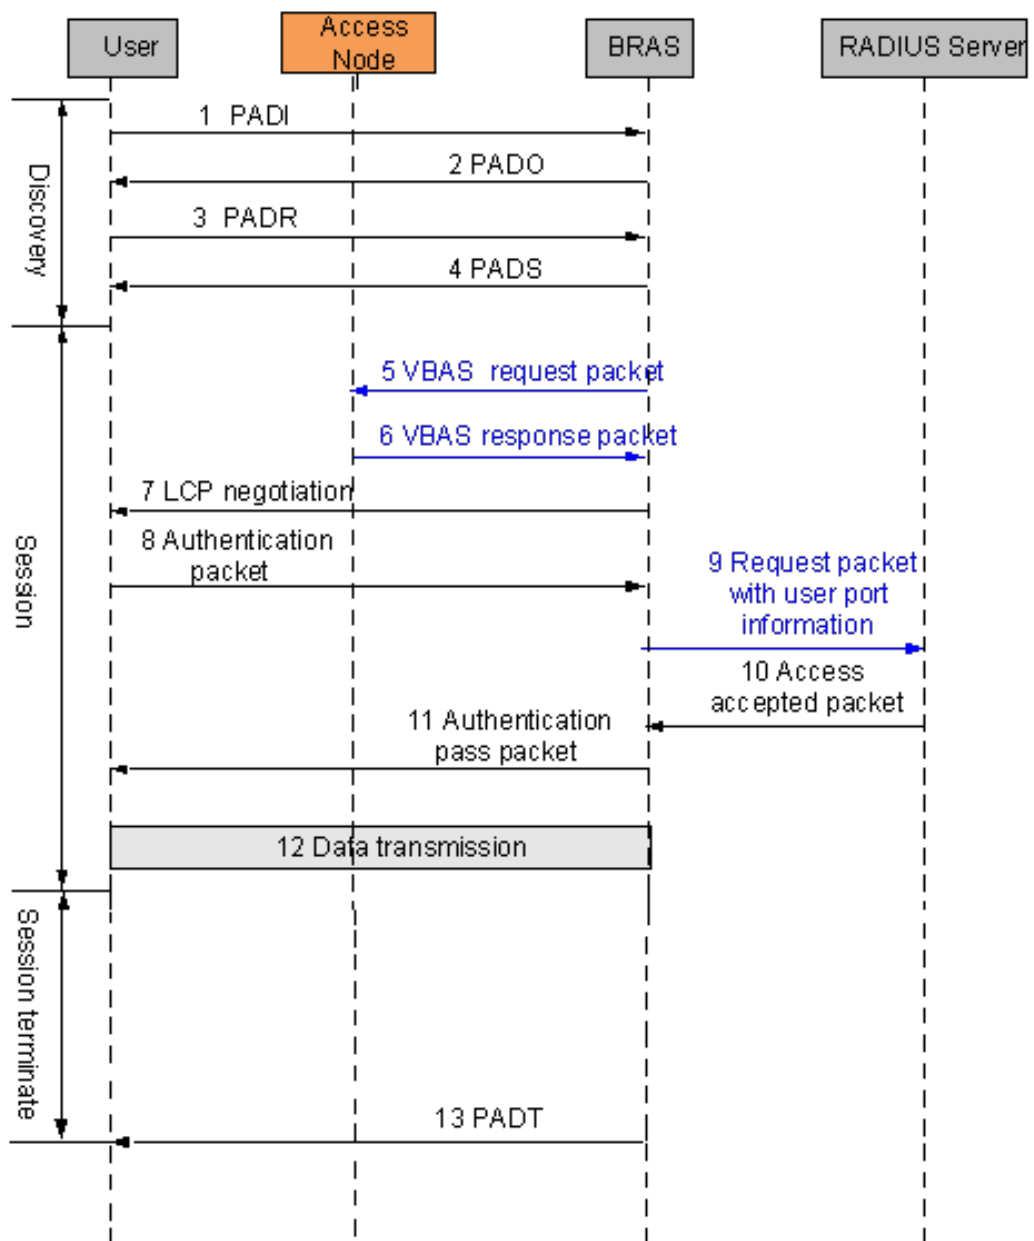 User
Access
Node
BRAS
RADIUS Server
Discovery
1 PADI
2 PADO
3 PADR
4 PADS
Session
5 VBAS request packet
6 VBAS response packet
7 LCP negotiation
8 Authentication
packet
9 Request packet
with user port
information
10 Access
accepted packet
11 Authentication
pass packet
12 Data transmission
Session terminate
13 PADT